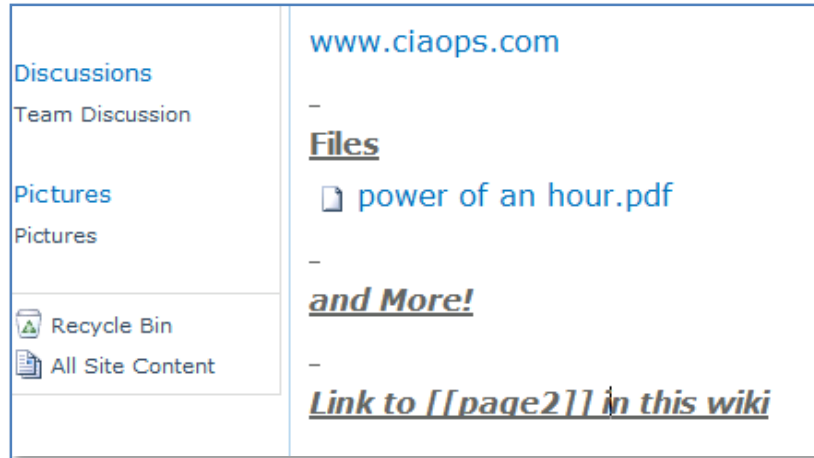 Discussions
Team Discussion
Pictures
Pictures
Recycle Bin
All Site Content
www.ciaops.com
Files
power of an hour.pdf
and More!
Link to [[page2]] in this wiki